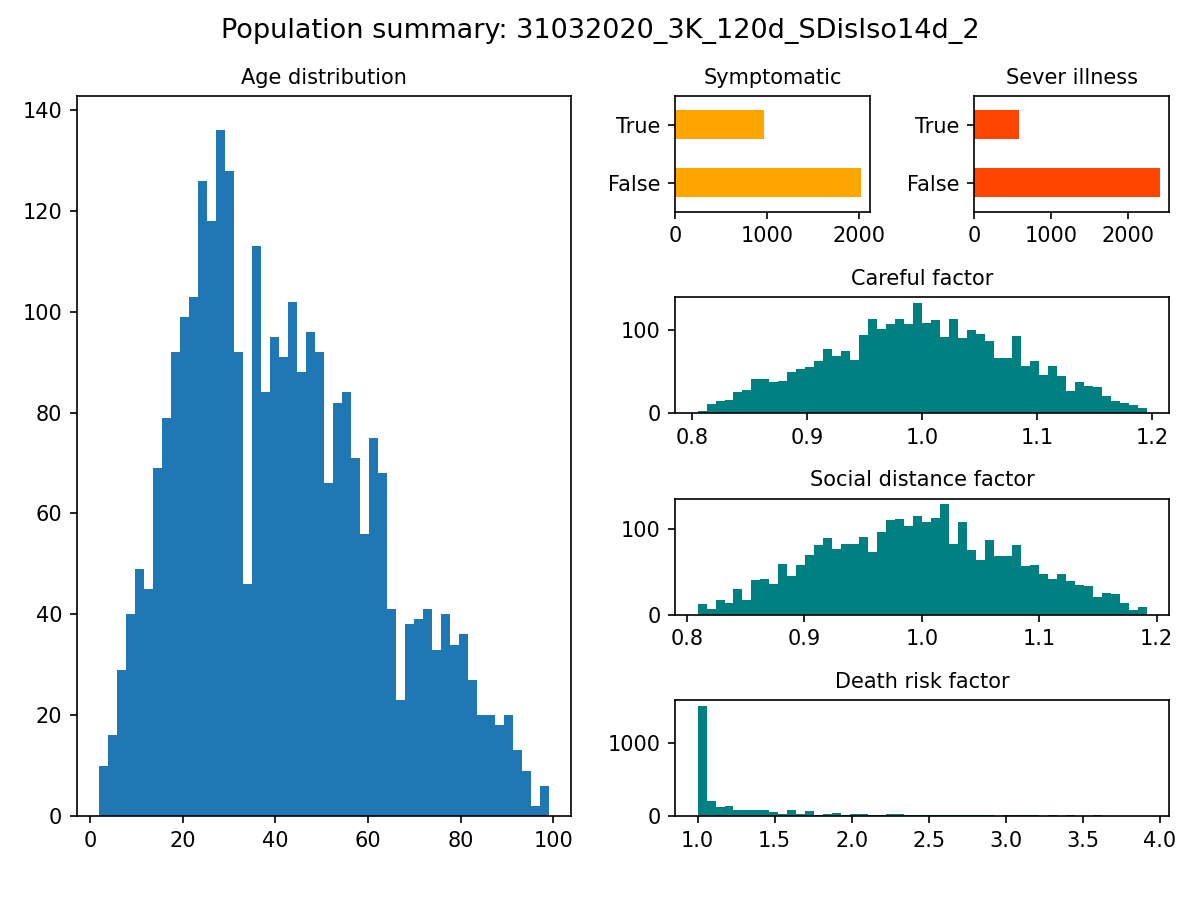 Population summary: 31032020_3K_120d_SDisIso14d_2
Age distribution
140
120
100
80
60
40
20
0
0 20 40 60 80 100
Symptomatic
True
False
0 1000 2000
Sever illness
True
False
0 1000 2000
Careful factor
100
0
0.8 0.9 1.0 1.1 1.2
Social distance factor
100
0
0.8 0.9 1.0 1.1 1.2
Death risk factor
1000
0
1.0 1.5 2.0 2.5 3.0 3.5 4.0